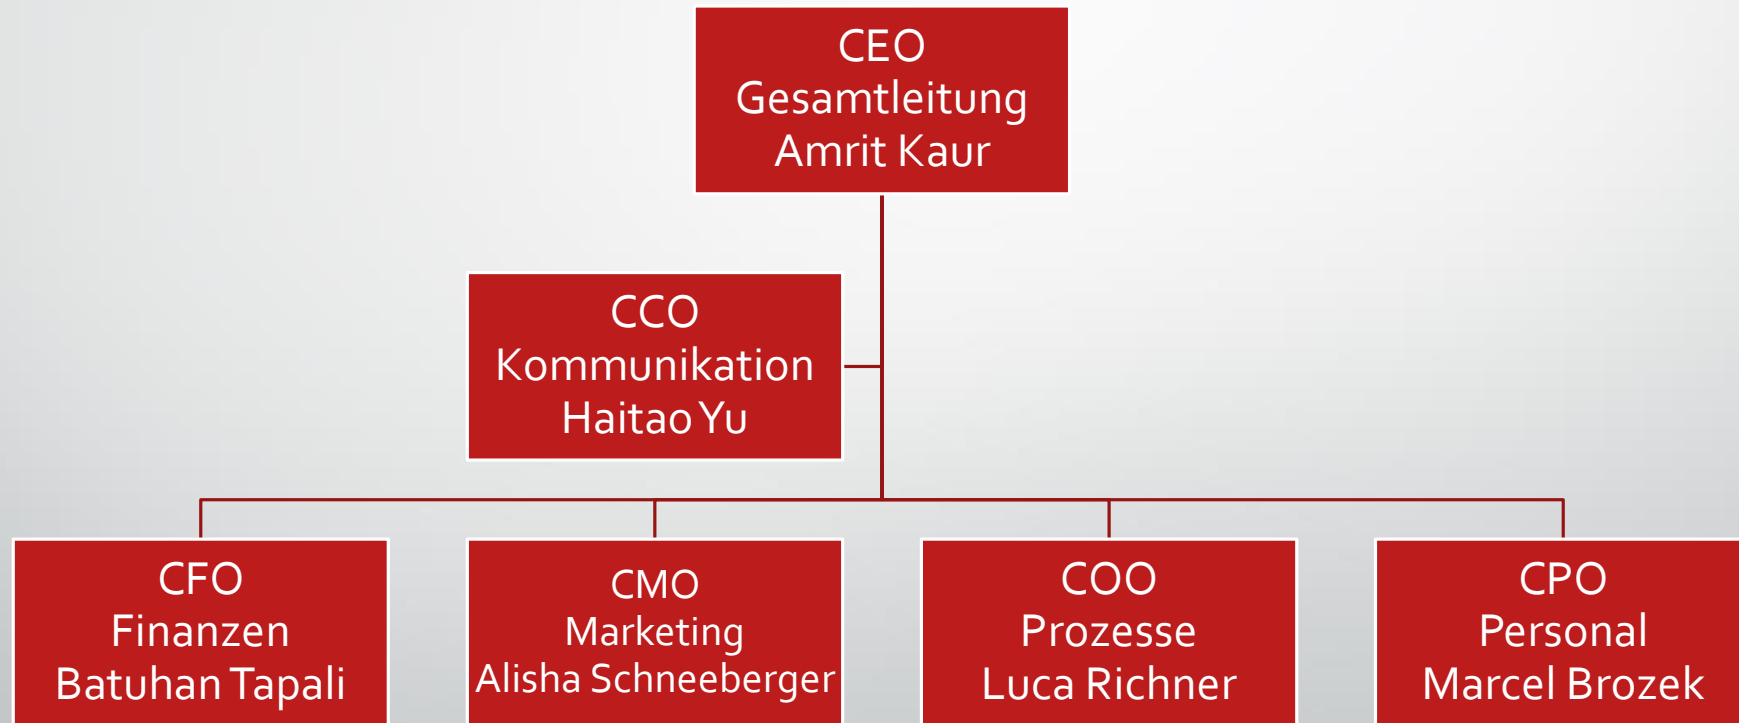 CEO
Gesamtleitung
Amrit Kaur
CCO
Kommunikation
Haitao Yu
CFO
Finanzen
Batuhan Tapali
CMO
Marketing
Alisha Schneeberger
COO
Prozesse
Luca Richner
CPO
Personal
Marcel Brozek